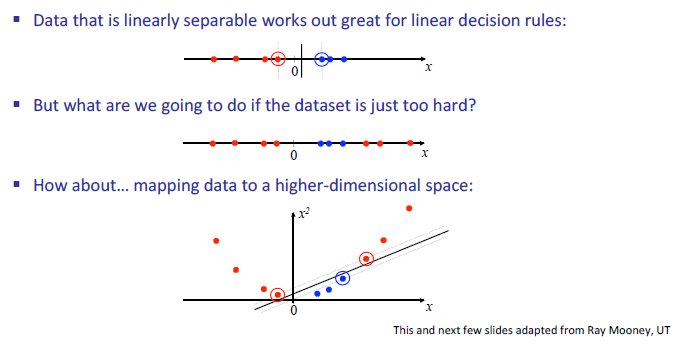 ▪ Data that is linearly separable works out great for linear decision rules:
0
x
▪ But what are we going to do if the dataset is just too hard?
0
x
▪ How about... mapping data to a higher-dimensional space:
x²
0
x
This and next few slides adapted from Ray Mooney, UT